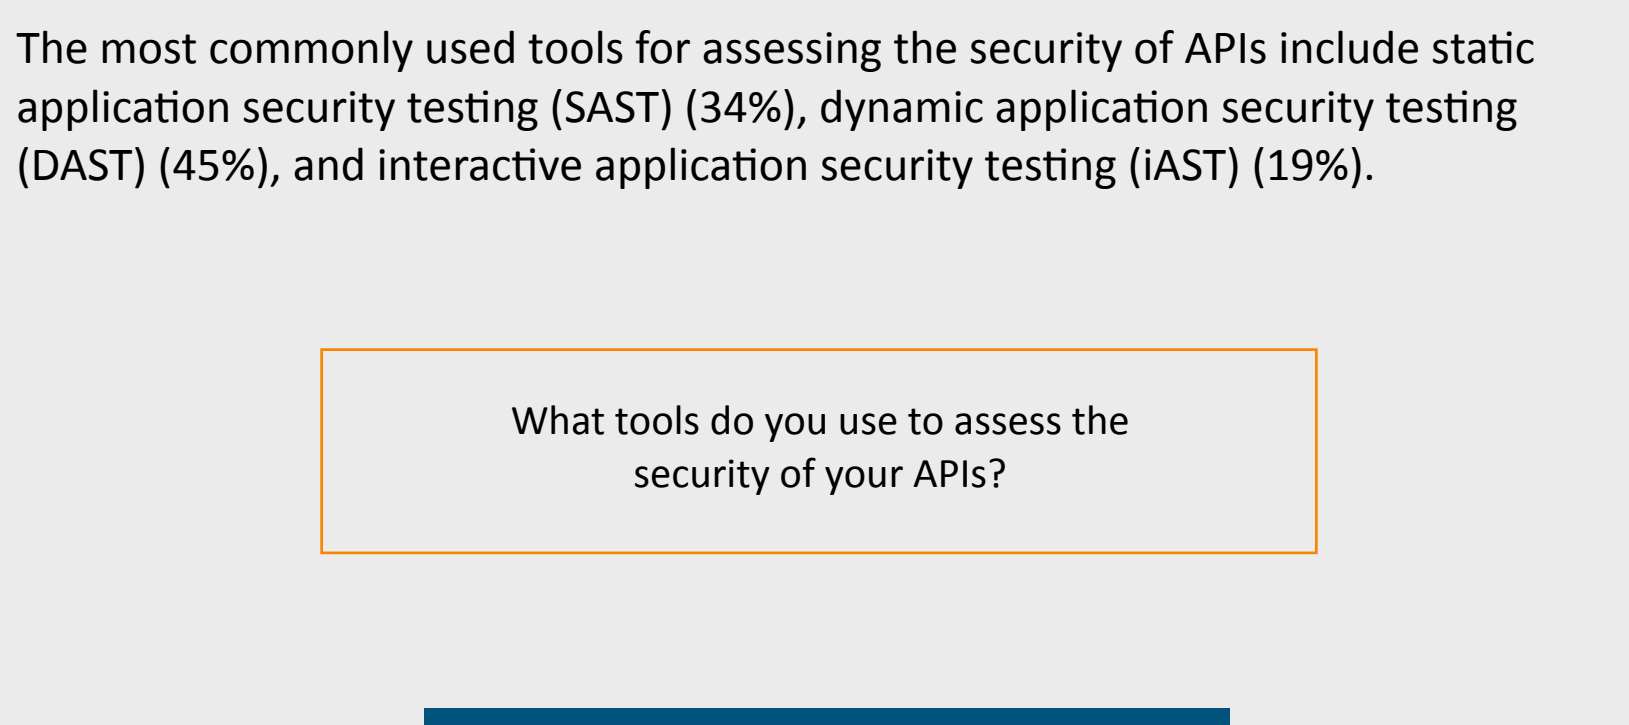 The most commonly used tools for assessing the security of APIs include static
application security testing (SAST) (34%), dynamic application security testing
(DAST) (45%), and interactive application security testing (iAST) (19%).
What tools do you use to assess the
security of your APIs?